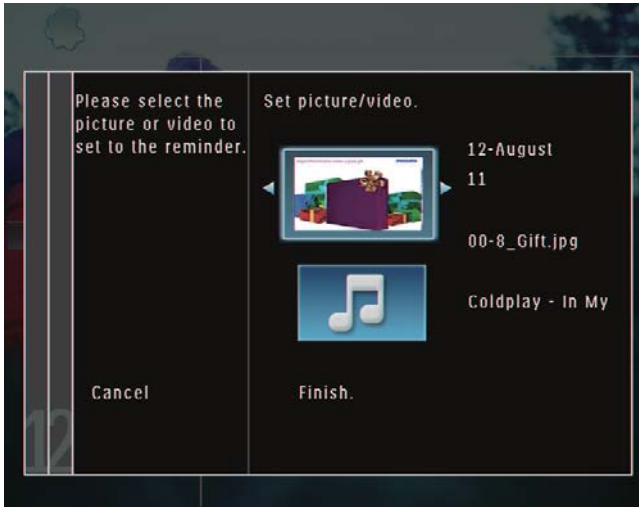 Please select the
picture or video to
set to the reminder.
Set picture/video.
12-August
11
00-8_Gift.jpg
Coldplay - In My
Cancel
Finish.
12